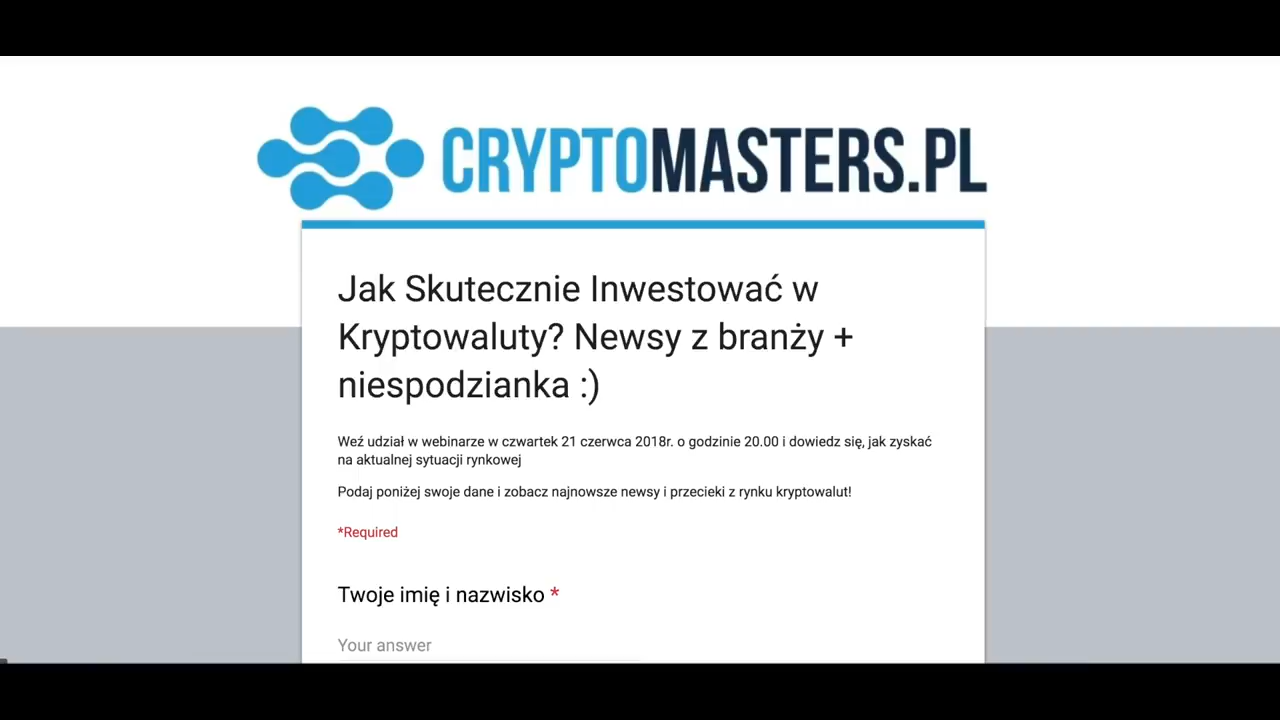 CRYPTOMASTERS.PL
Jak Skutecznie Inwestować w
Kryptowaluty? Newsy z branży +
niespodzianka :)
Weź udział w webinarze w czwartek 21 czerwca 2018r. o godzinie 20.00 i dowiedz się, jak zyskać
na aktualnej sytuacji rynkowej
Podaj poniżej swoje dane i zobacz najnowsze newsy i przecieki z rynku kryptowalut!
*Required
Twoje imię i nazwisko *
Your answer